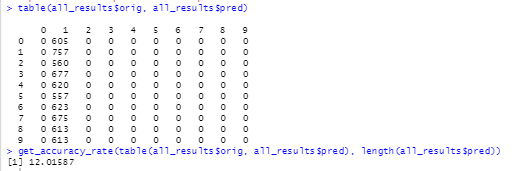 > table(all_results$orig, all_results$pred)
0 1 2 3 4 5 6 7 8 9
0 0 605 0 0 0 0 0 0 0 0
1 0 757 0 0 0 0 0 0 0 0
2 0 560 0 0 0 0 0 0 0 0
3 0 677 0 0 0 0 0 0 0 0
4 0 620 0 0 0 0 0 0 0 0
5 0 557 0 0 0 0 0 0 0 0
6 0 623 0 0 0 0 0 0 0 0
7 0 675 0 0 0 0 0 0 0 0
8 0 613 0 0 0 0 0 0 0 0
9 0 613 0 0 0 0 0 0 0 0
> get_accuracy_rate(table(all_results$orig, all_results$pred), length(all_results$pred))
[1] 12.01587